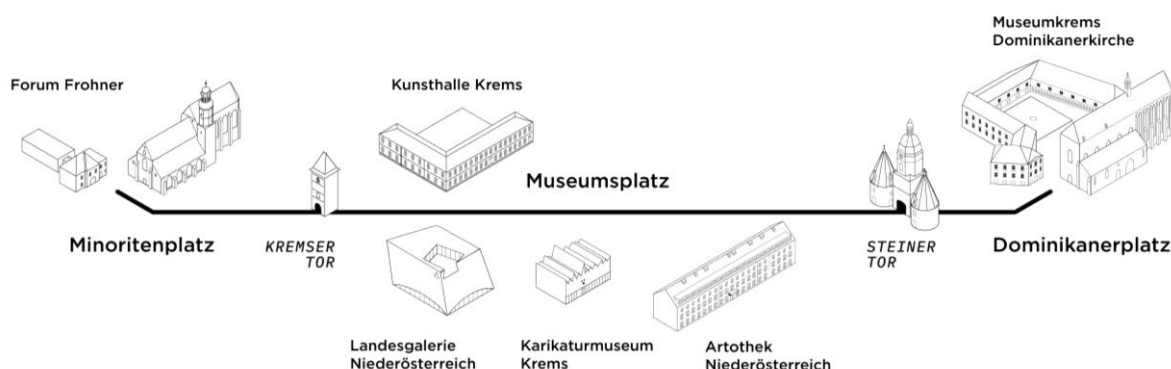 Museumkrems
Dominikanerkirche
Forum Frohner
Kunsthalle Krems
Museumsplatz
Minoritenplatz
KREMSER
TOR
STEINER
TOR
Dominikanerplatz
Landesgalerie
Niederösterreich
Karikaturmuseum
Krems
Artothek
Niederösterreich